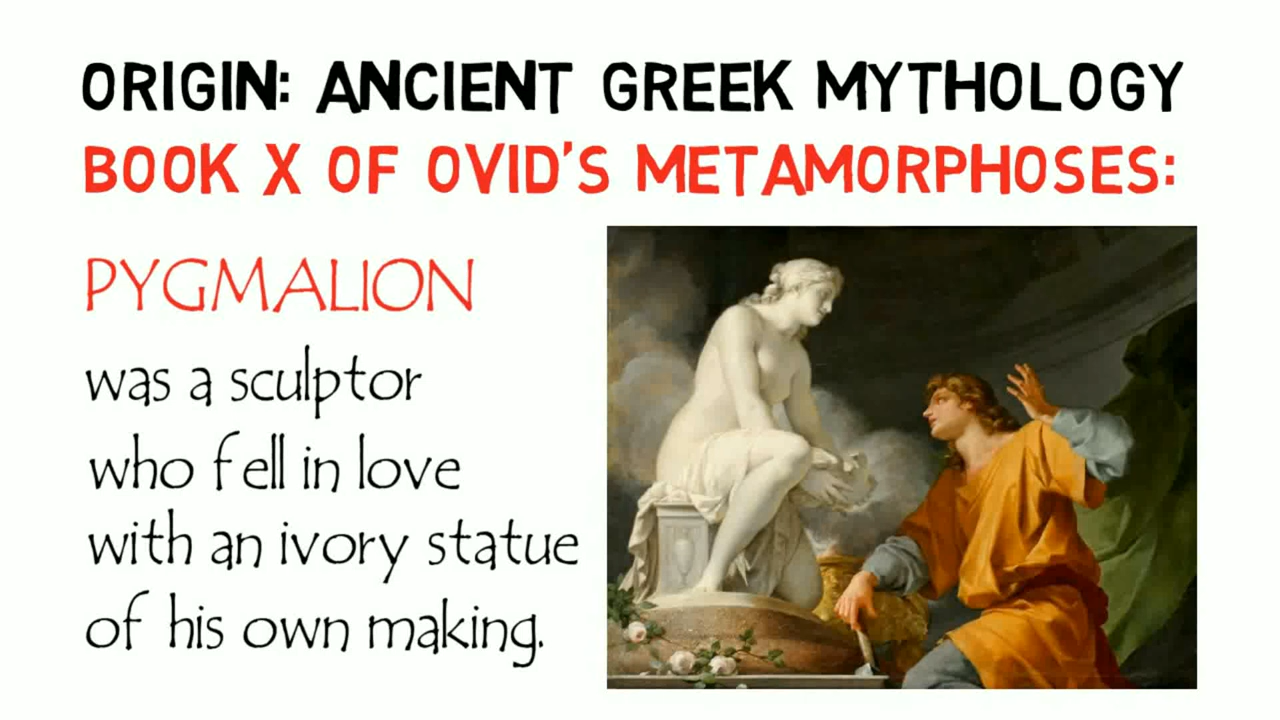 ORIGIN: ANCIENT GREEK MYTHOLOGY
BOOK X OF OVID'S METAMORPHOSES:
PYGMALION
was a sculptor
who fell in love
with an ivory statue
of his own making.